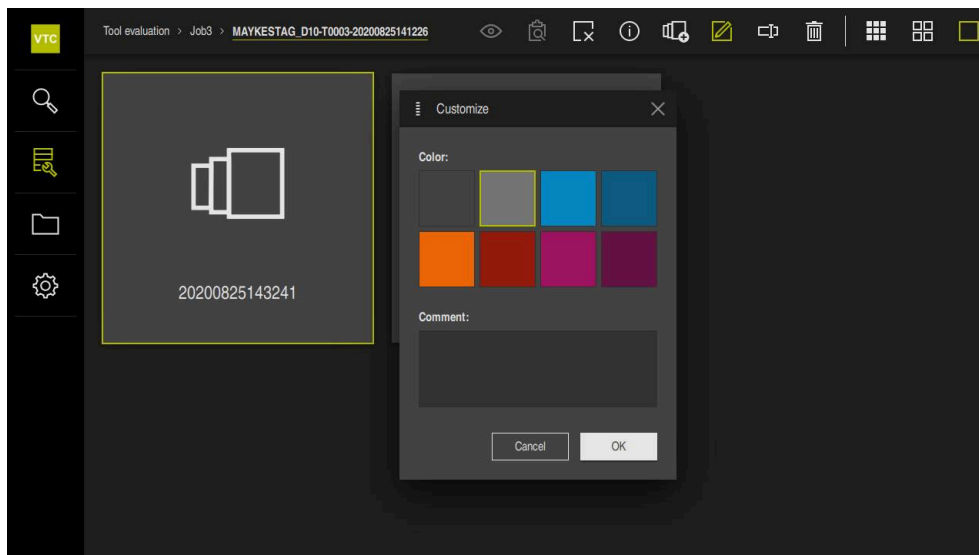 VTC
Tool evaluation > Job3 > MAYKESTAG_D10-T0003-20200825141226
Customize
Color:
20200825143241
Comment:
Cancel
OK